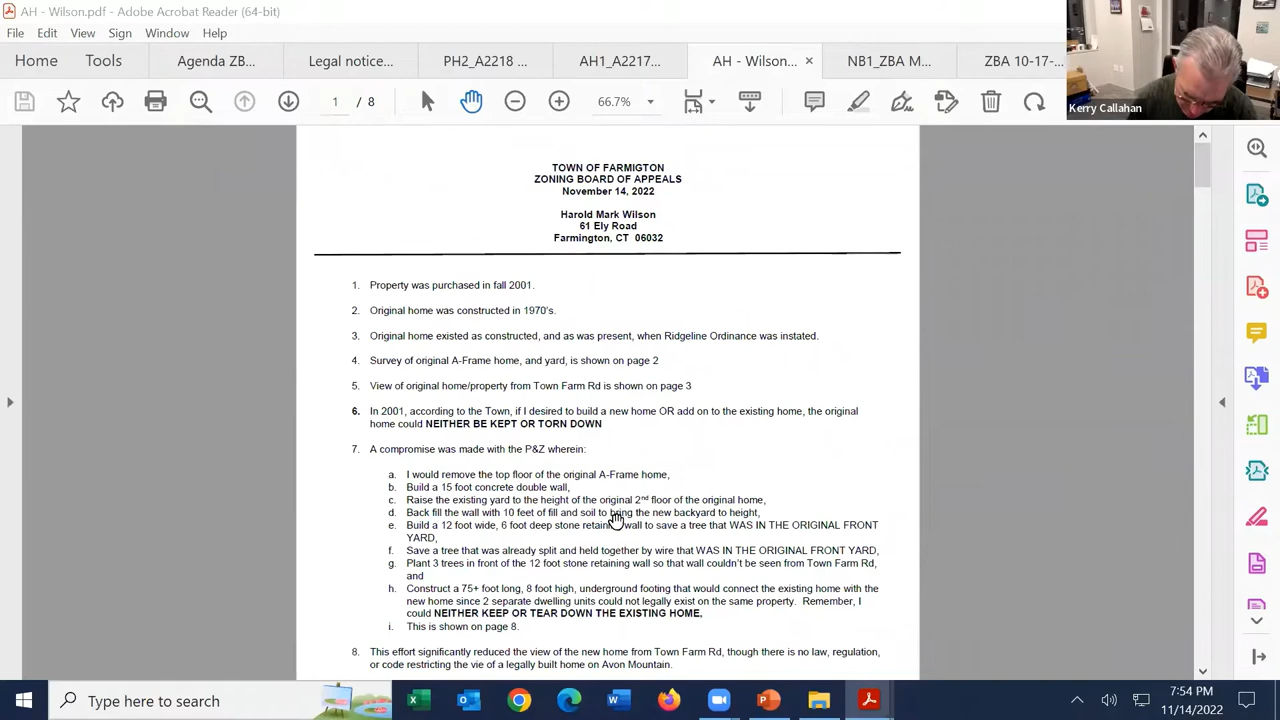 AH - Wilson.pdf - Adobe Acrobat Reader (64-bit)
File Edit View Sign Window Help
Home Tools Agenda ZB... Legal notice... PH2_A2218 ... AH1_A2217... AH - Wilson... × NB1_ZBA M... ZBA 10-17-...
1 / 8 66.7%
Kerry Callahan
TOWN OF FARMIGTON
ZONING BOARD OF APPEALS
November 14, 2022
Harold Mark Wilson
61 Ely Road
Farmington, CT 06032
1. Property was purchased in fall 2001.
2. Original home was constructed in 1970's.
3. Original home existed as constructed, and as was present, when Ridgeline Ordinance was instated.
4. Survey of original A-Frame home, and yard, is shown on page 2
5. View of original home/property from Town Farm Rd is shown on page 3
6. In 2001, according to the Town, if I desired to build a new home OR add on to the existing home, the original
home could NEITHER BE KEPT OR TORN DOWN
7. A compromise was made with the P&Z wherein:
a. I would remove the top floor of the original A-Frame home,
b. Build a 15 foot concrete double wall,
c. Raise the existing yard to the height of the original 2nd floor of the original home,
d. Back fill the wall with 10 feet of fill and soil to bring the new backyard to height,
e. Build a 12 foot wide, 6 foot deep stone retaining wall to save a tree that WAS IN THE ORIGINAL FRONT
YARD,
f. Save a tree that was already split and held together by wire that WAS IN THE ORIGINAL FRONT YARD,
g. Plant 3 trees in front of the 12 foot stone retaining wall so that wall couldn't be seen from Town Farm Rd,
and
h. Construct a 75+ foot long, 8 foot high, underground footing that would connect the existing home with the
new home since 2 separate dwelling units could not legally exist on the same property. Remember, I
could NEITHER KEEP OR TEAR DOWN THE EXISTING HOME,
i. This is shown on page 8.
8. This effort significantly reduced the view of the new home from Town Farm Rd, though there is no law, regulation,
or code restricting the vie of a legally built home on Avon Mountain.
Type here to search
7:54 PM
11/14/2022